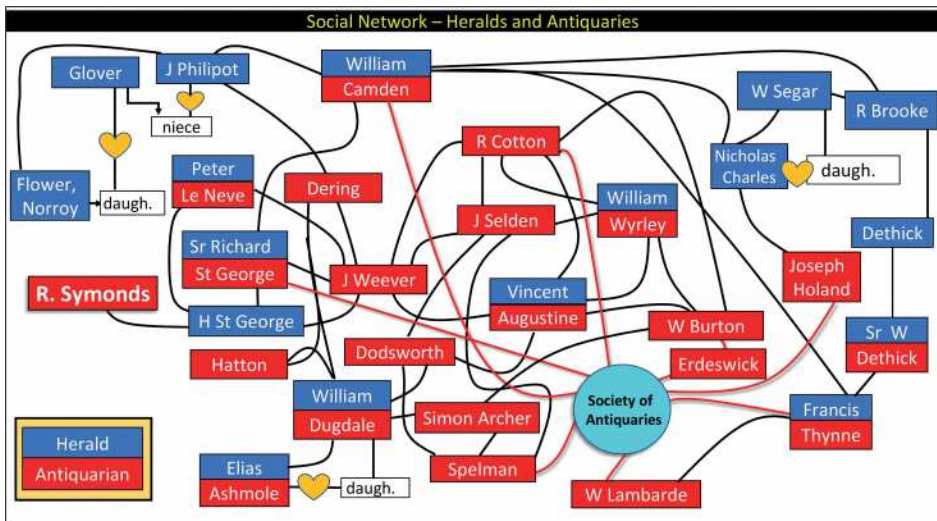 Social Network – Heralds and Antiquaries
Glover
J Philipot
niece
Flower,
Norroy
daugh.
William
Camden
W Segar
R Brooke
Nicholas
Charles
daugh.
R Cotton
Peter
Le Neve
Dering
William
Wyrley
J Selden
Dethick
Sr Richard
St George
J Weever
Joseph
Holand
R. Symonds
H St George
Vincent
Augustine
W Burton
Sr W
Dethick
Hatton
Dodsworth
Erdeswick
William
Dugdale
Simon Archer
Society of
Antiquaries
Francis
Thynne
Herald
Antiquarian
Elias
Ashmole
daugh.
Spelman
W Lambarde